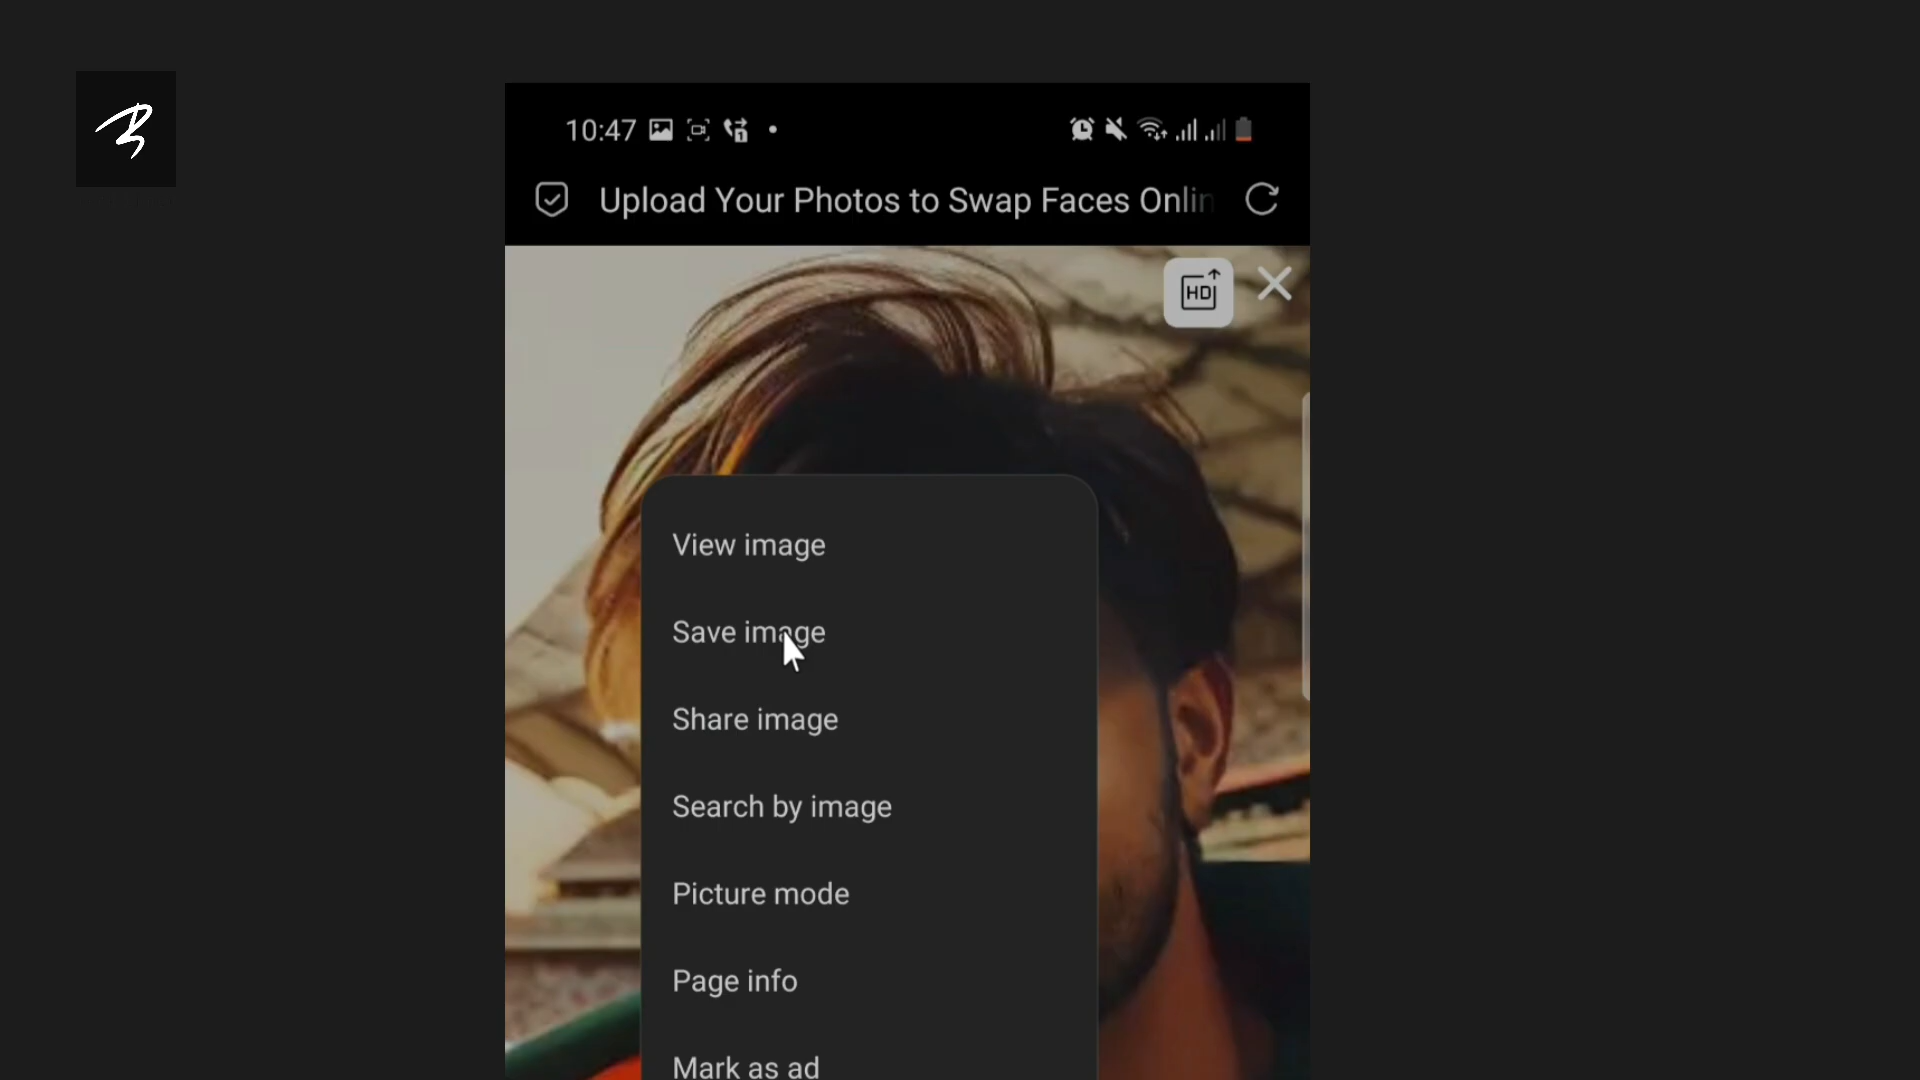 10:47
Upload Your Photos to Swap Faces Onlin
HD
View image
Save image
Share image
Search by image
Picture mode
Page info
Mark as ad